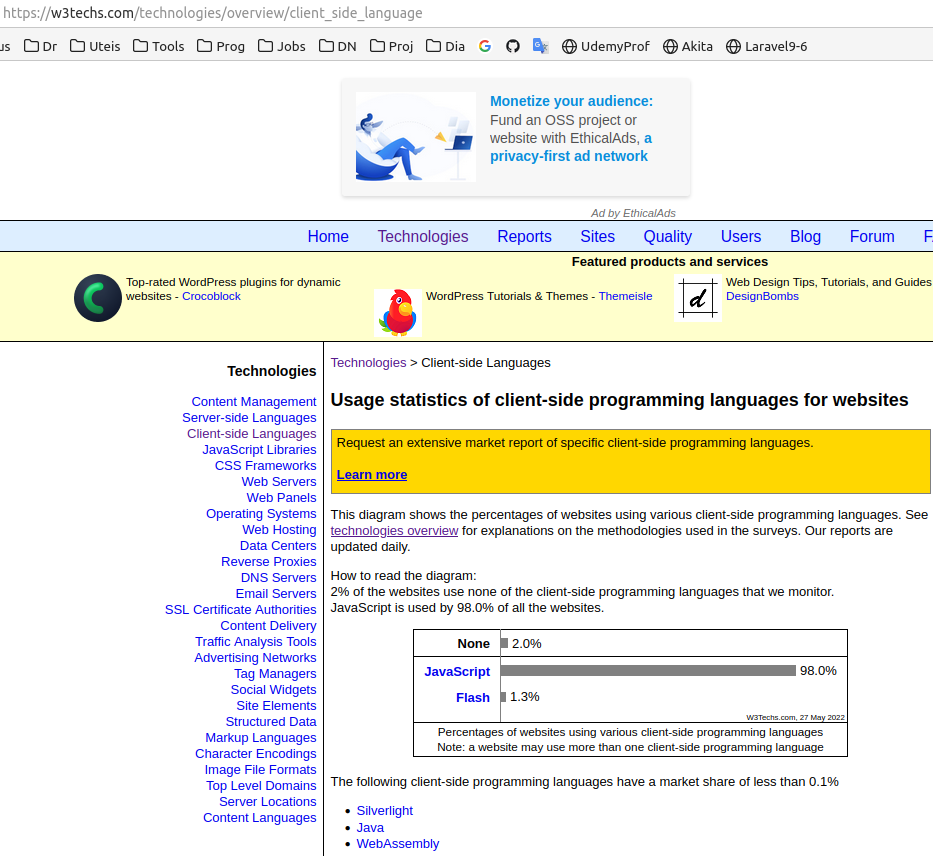 https://w3techs.com/technologies/overview/client_side_language
us Dr Uteis Tools Prog Jobs DN Proj Dia UdemyProf Akita Laravel9-6
Monetize your audience:
Fund an OSS project or
website with EthicalAds, a
privacy-first ad network
Ad by EthicalAds
Home Technologies Reports Sites Quality Users Blog Forum F
Featured products and services
Top-rated WordPress plugins for dynamic
websites - Crocoblock
WordPress Tutorials & Themes - Themeisle
Web Design Tips, Tutorials, and Guides
DesignBombs
Technologies
Content Management
Server-side Languages
Client-side Languages
JavaScript Libraries
CSS Frameworks
Web Servers
Web Panels
Operating Systems
Web Hosting
Data Centers
Reverse Proxies
DNS Servers
Email Servers
SSL Certificate Authorities
Content Delivery
Traffic Analysis Tools
Advertising Networks
Tag Managers
Social Widgets
Site Elements
Structured Data
Markup Languages
Character Encodings
Image File Formats
Top Level Domains
Server Locations
Content Languages
Technologies > Client-side Languages
Usage statistics of client-side programming languages for websites
Request an extensive market report of specific client-side programming languages.
Learn more
This diagram shows the percentages of websites using various client-side programming languages. See
technologies overview for explanations on the methodologies used in the surveys. Our reports are
updated daily.
How to read the diagram:
2% of the websites use none of the client-side programming languages that we monitor.
JavaScript is used by 98.0% of all the websites.
None 2.0%
JavaScript 98.0%
Flash 1.3%
W3Techs.com, 27 May 2022
Percentages of websites using various client-side programming languages
Note: a website may use more than one client-side programming language
The following client-side programming languages have a market share of less than 0.1%
• Silverlight
• Java
• WebAssembly